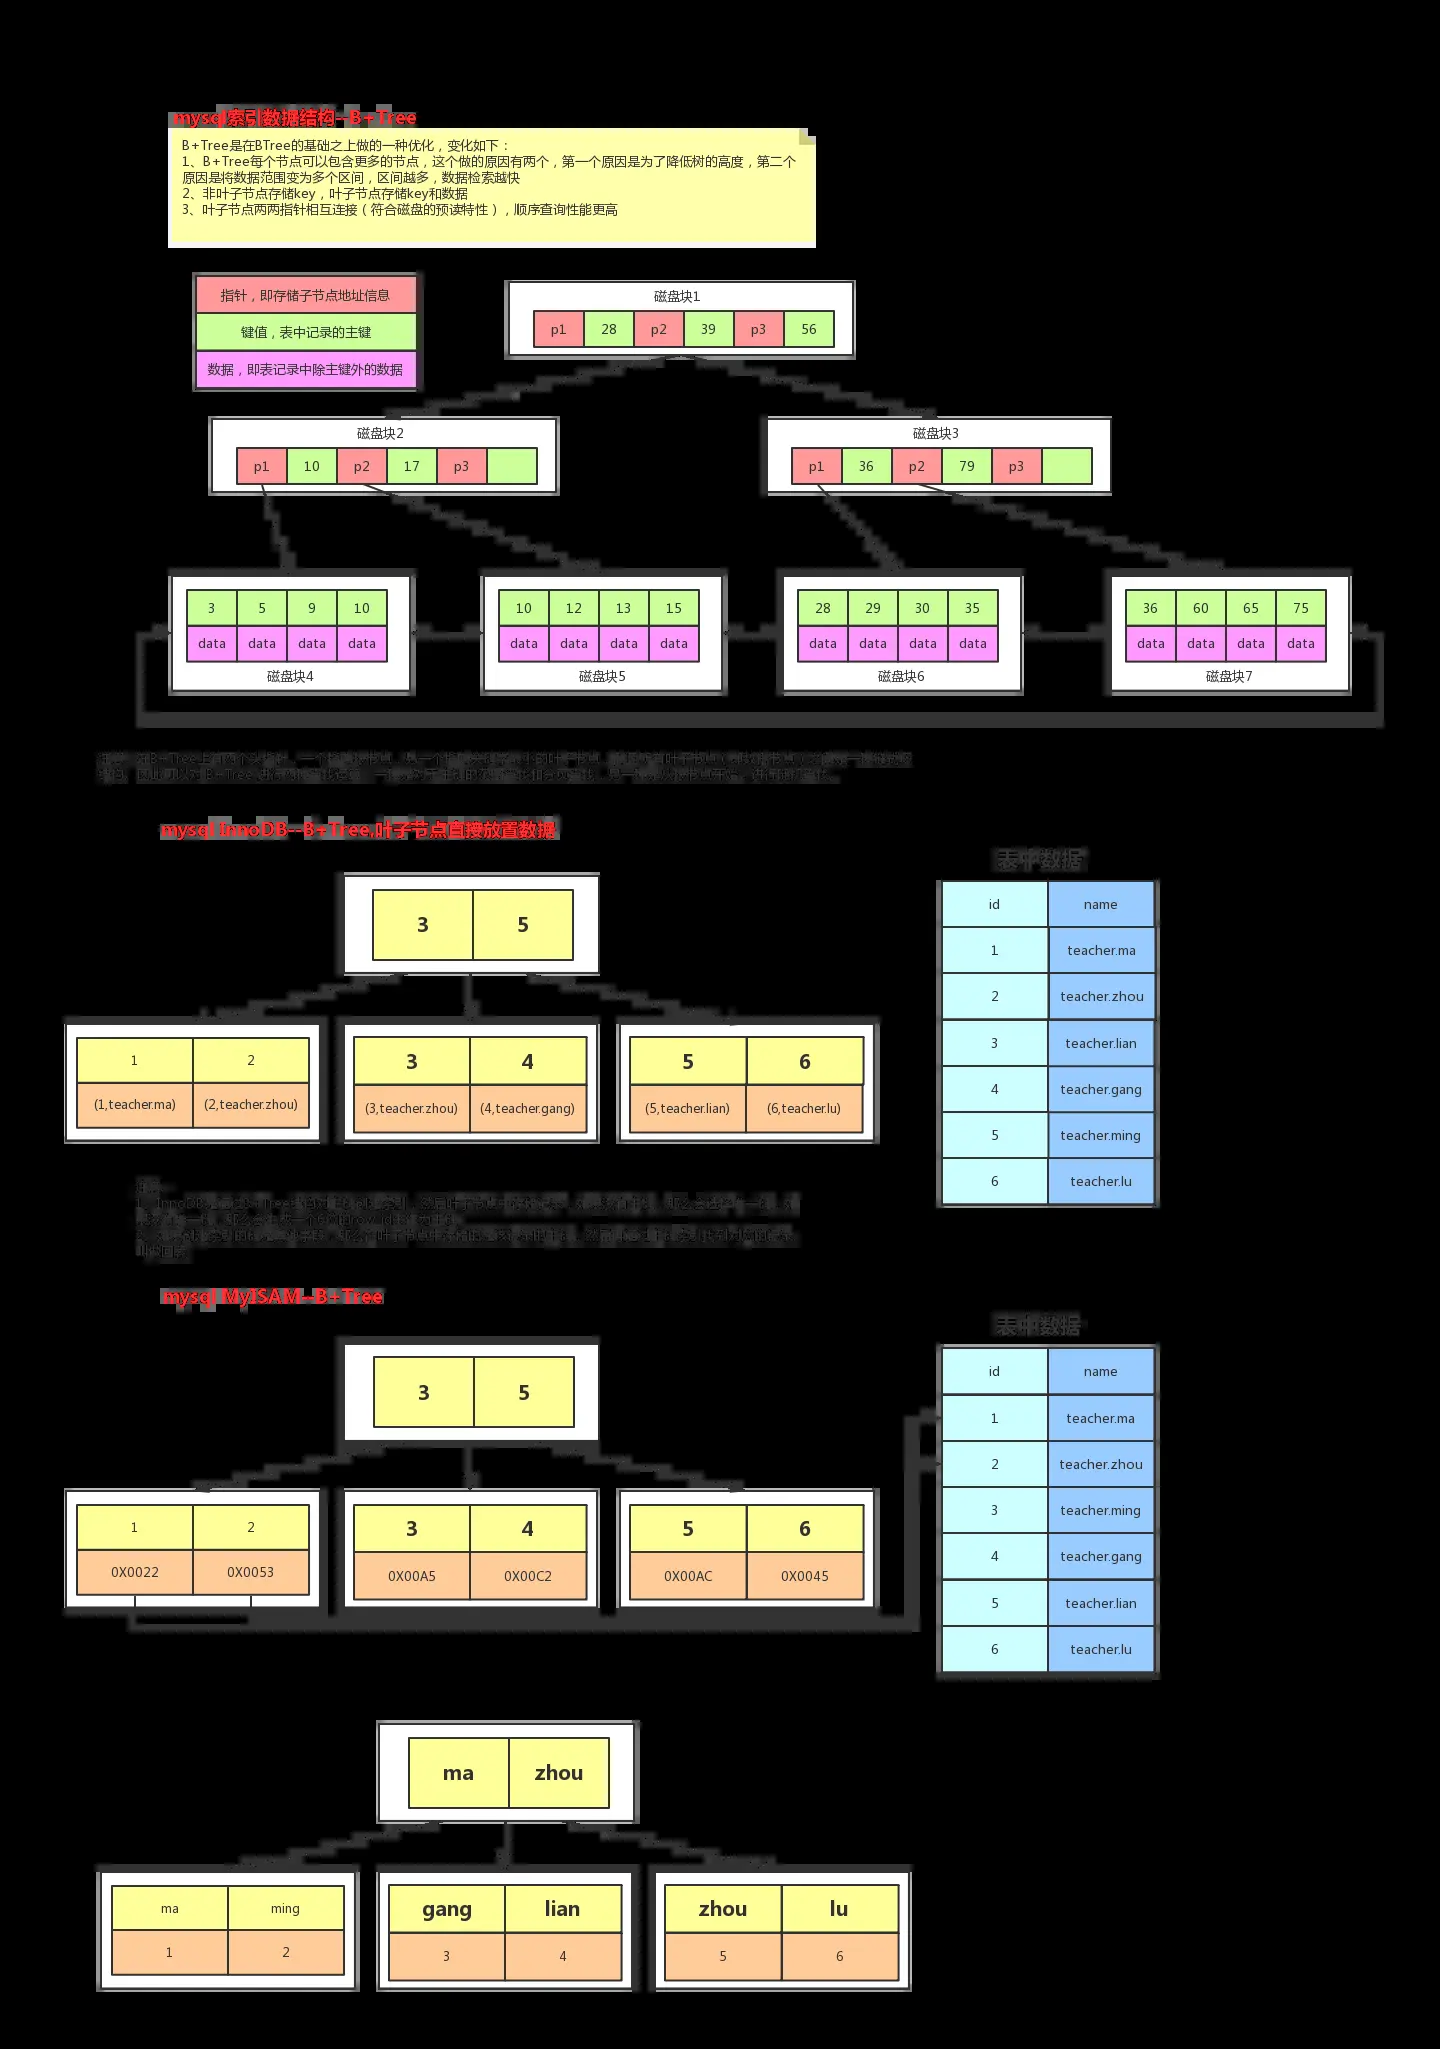 mysql索引数据结构--B+Tree
B+Tree是在BTree的基础之上做的一种优化，变化如下：
1、B+Tree每个节点可以包含更多的节点，这个做的原因有两个，第一个原因是为了降低树的高度，第二个
原因是将数据范围变为多个区间，区间越多，数据检索越快
2、非叶子节点存储key，叶子节点存储key和数据
3、叶子节点两两指针相互连接（符合磁盘的预读特性），顺序查询性能更高
指针，即存储子节点地址信息
键值，表中记录的主键
数据，即表记录中除主键外的数据
磁盘块1
p1 28 p2 39 p3 56
磁盘块2
p1 10 p2 17 p3
磁盘块3
p1 36 p2 79 p3
3 5 9 10
data data data data
磁盘块4
10 12 13 15
data data data data
磁盘块5
28 29 30 35
data data data data
磁盘块6
36 60 65 75
data data data data
磁盘块7
mysql InnoDB--B+Tree,叶子节点直接放置数据
3 5
1 2
(1,teacher.ma) (2,teacher.zhou)
3 4
(3,teacher.zhou) (4,teacher.gang)
5 6
(5,teacher.lian) (6,teacher.lu)
表中数据
id name
1 teacher.ma
2 teacher.zhou
3 teacher.lian
4 teacher.gang
5 teacher.ming
6 teacher.lu
mysql MyISAM--B+Tree
3 5
1 2
0X0022 0X0053
3 4
0X00A5 0X00C2
5 6
0X00AC 0X0045
表中数据
id name
1 teacher.ma
2 teacher.zhou
3 teacher.ming
4 teacher.gang
5 teacher.lian
6 teacher.lu
ma zhou
ma ming
1 2
gang lian
3 4
zhou lu
5 6